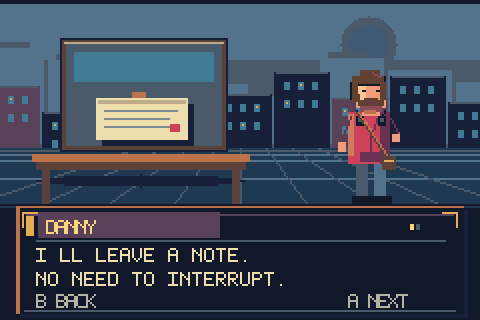 DANNY
I LL LEAVE A NOTE.
NO NEED TO INTERRUPT.
B BACK
A NEXT